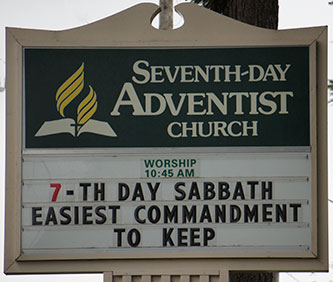 SEVENTH-DAY
ADVENTIST
CHURCH
WORSHIP
10:45 AM
7-TH DAY SABBATH
EASIEST COMMANDMENT
TO KEEP